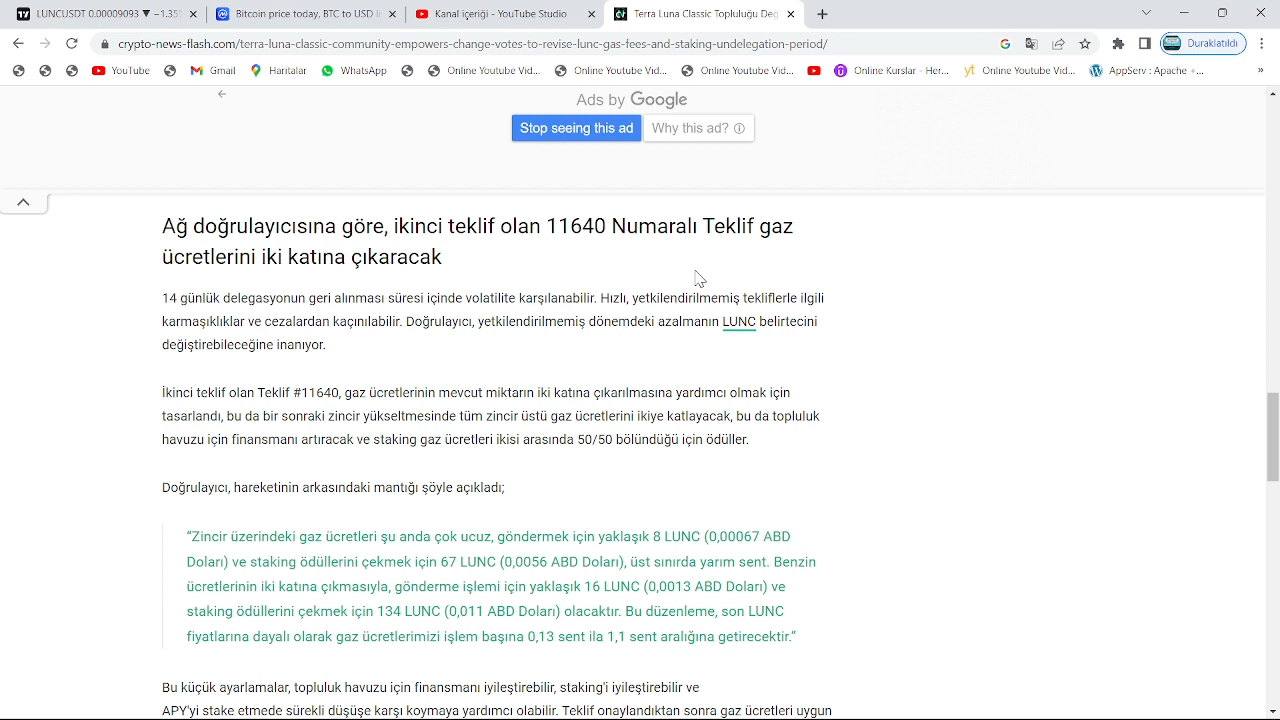 LUNCUSDT 0.00009093 ▼ −1.35%
Bitcoin price today, BTC to USD li
Kanal içeriği - YouTube Studio
Terra Luna Classic Topluluğu Değ
crypto-news-flash.com/terra-luna-classic-community-empowers-change-votes-to-raise-lunc-gas-fees-and-staking-undelegation-period/
Duraklatıldı
YouTube
Gmail
Haritalar
WhatsApp
Online Youtube Vid...
Online Youtube Vid...
Online Youtube Vid...
Online Kurslar - Her...
Online Youtube Vid...
AppServ : Apache +...
Ads by Google
Stop seeing this ad
Why this ad?
Ağ doğrulayıcısına göre, ikinci teklif olan 11640 Numaralı Teklif gaz
ücretlerini iki katına çıkaracak
14 günlük delegasyonun geri alınması süresi içinde volatilite karşılanabilir. Hızlı, yetkilendirilmemiş tekliflerle ilgili
karmaşıklıklar ve cezalardan kaçınılabilir. Doğrulayıcı, yetkilendirilmemiş dönemdeki azalmanın LUNC belirtecini
değiştirebileceğine inanıyor.
İkinci teklif olan Teklif #11640, gaz ücretlerinin mevcut miktarın iki katına çıkarılmasına yardımcı olmak için
tasarlandı, bu da bir sonraki zincir yükseltmesinde tüm zincir üstü gaz ücretlerini ikiye katlayacak, bu da topluluk
havuzu için finansmanı artıracak ve staking gaz ücretleri ikisi arasında 50/50 bölündüğü için ödüller.
Doğrulayıcı, hareketinin arkasındaki mantığı şöyle açıkladı;
“Zincir üzerindeki gaz ücretleri şu anda çok ucuz, göndermek için yaklaşık 8 LUNC (0,00067 ABD
Doları) ve staking ödüllerini çekmek için 67 LUNC (0,0056 ABD Doları), üst sınırda yarım sent. Benzin
ücretlerinin iki katına çıkmasıyla, gönderme işlemi için yaklaşık 16 LUNC (0,0013 ABD Doları) ve
staking ödüllerini çekmek için 134 LUNC (0,011 ABD Doları) olacaktır. Bu düzenleme, son LUNC
fiyatlarına dayalı olarak gaz ücretlerimizi işlem başına 0,13 sent ila 1,1 sent aralığına getirecektir.”
Bu küçük ayarlamalar, topluluk havuzu için finansmanı iyileştirebilir, staking'i iyileştirebilir ve
APY'yi stake etmede sürekli düşüşe karşı koymaya yardımcı olabilir. Teklif onaylandıktan sonra gaz ücretleri uygun